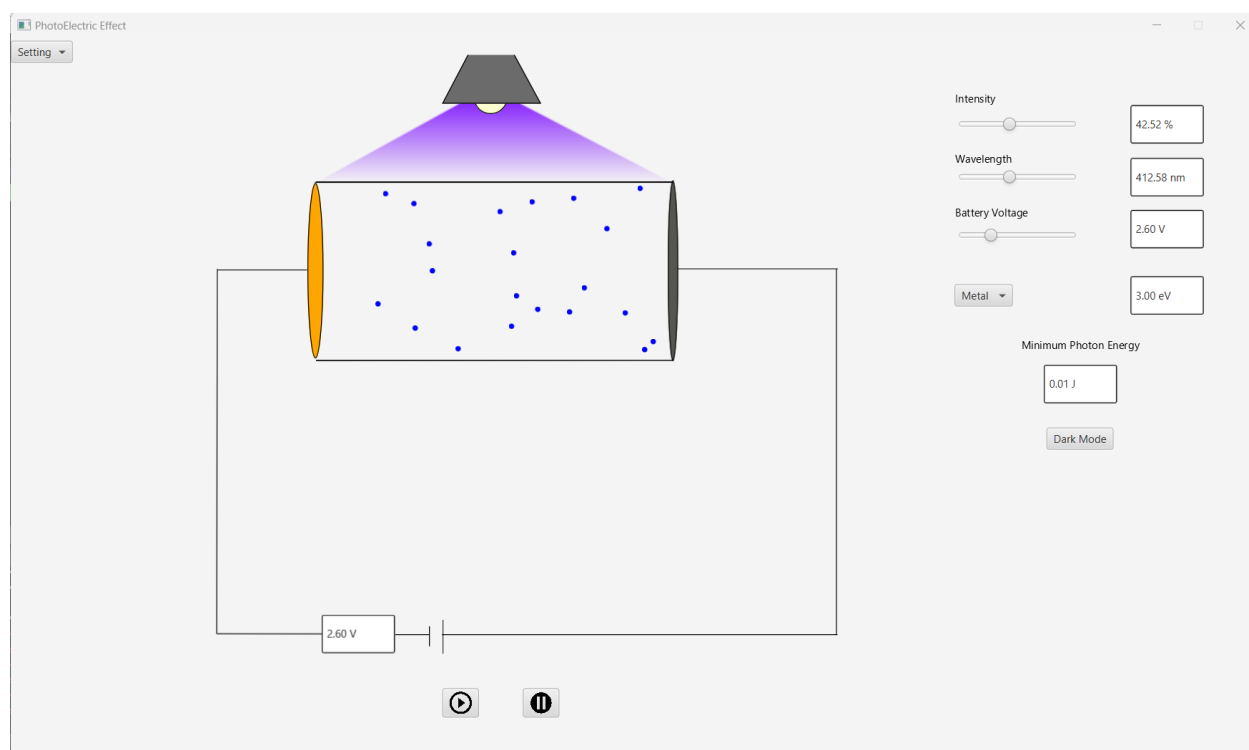 PhotoElectric Effect
Setting
Intensity
42.52 %
Wavelength
412.58 nm
Battery Voltage
2.60 V
Metal
3.00 eV
Minimum Photon Energy
0.01 J
Dark Mode
2.60 V